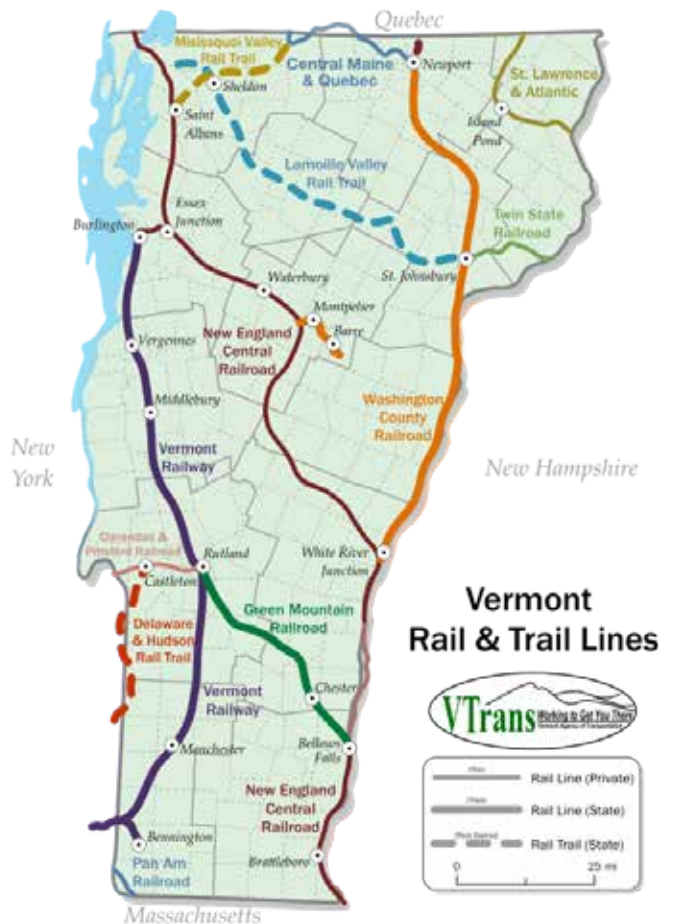 Quebec
Missisquoi Valley
Rail Trail
Central Maine
& Quebec
Newport
St. Lawrence
& Atlantic
Sheldon
Saint
Albans
Island
Pond
Lamoille Valley
Rail Trail
Essex
Junction
Burlington
Twin State
Railroad
St. Johnsbury
Waterbury
Montpelier
Barre
New England
Central
Railroad
Vergennes
Middlebury
Washington
County
Railroad
Vermont
Railway
New
York
New Hampshire
Clarendon &
Pittsford Railroad
Rutland
White River
Junction
Castleton
Green Mountain
Railroad
Delaware
& Hudson
Rail Trail
Vermont
Rail & Trail Lines
Vermont
Railway
Chester
VTrans Working to Get You There
Vermont Agency of Transportation
Manchester
Bellows
Falls
New England
Central
Railroad
Rail Line (Private)
Rail Line (State)
Rail Trail (State)
0 25 mi
Bennington
Brattleboro
Pan Am
Railroad
Massachusetts